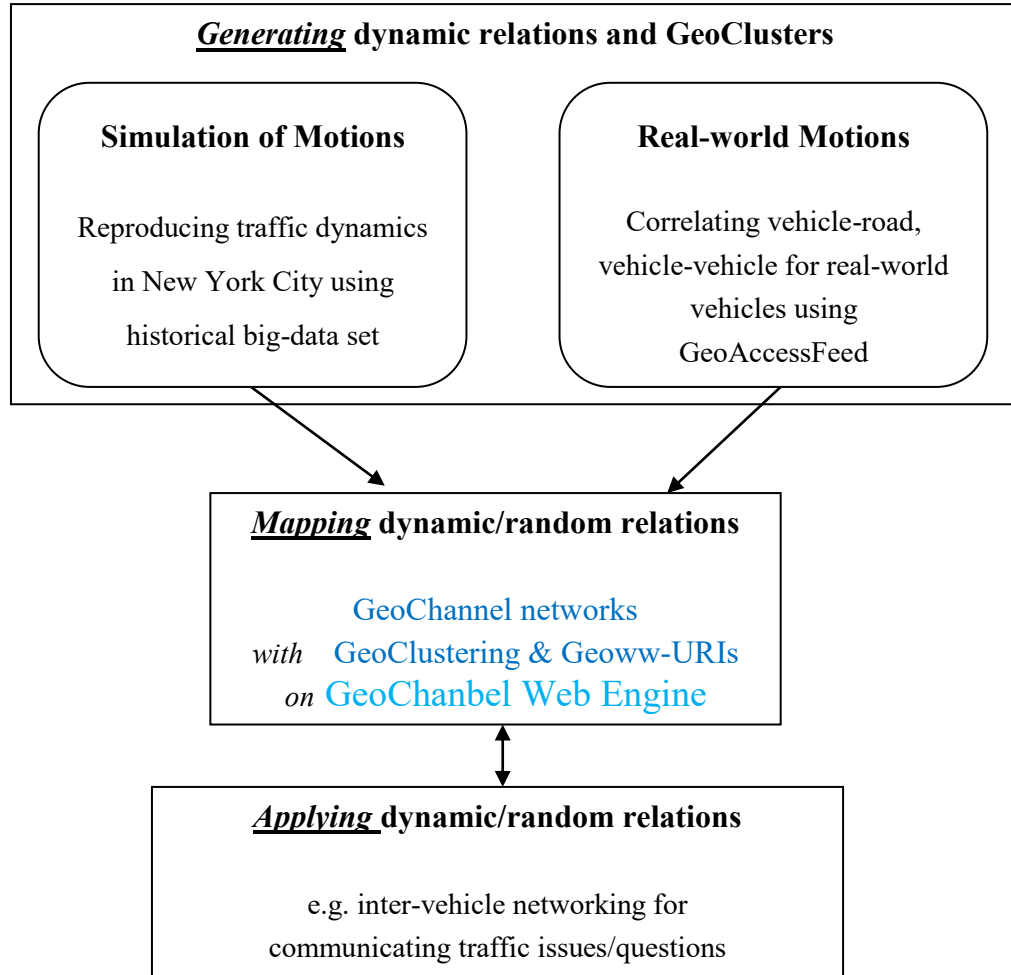 Generating dynamic relations and GeoClusters
Simulation of Motions
Reproducing traffic dynamics
in New York City using
historical big-data set
Real-world Motions
Correlating vehicle-road,
vehicle-vehicle for real-world
vehicles using
GeoAccessFeed
Mapping dynamic/random relations
GeoChannel networks
with GeoClustering & Geoww-URIs
on GeoChanbel Web Engine
Applying dynamic/random relations
e.g. inter-vehicle networking for
communicating traffic issues/questions